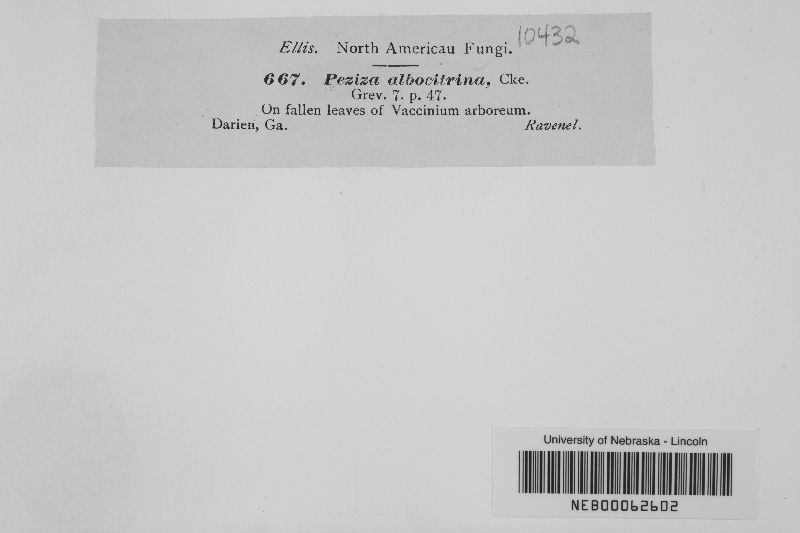 Ellis. North Americau Fungi. 10432
667. Peziza albocitrina, Cke.
Grev. 7. p. 47.
On fallen leaves of Vaccinium arboreum.
Darien, Ga. Ravenel.
University of Nebraska - Lincoln
NEB00062602